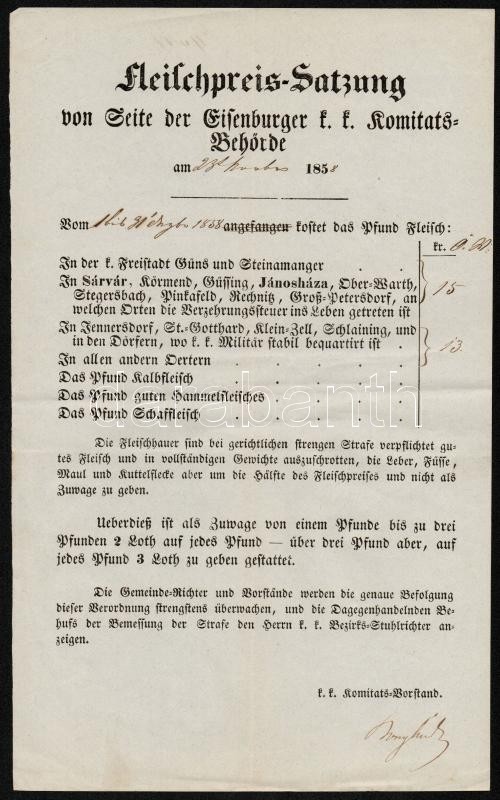 Fleischpreis-Satzung
von Seite der Eisenburger k. k. Komitats-
Behörde
am 1858
Vom 1 bis 31 1858 angefangen kostet das Pfund Fleisch:
kr. ö. W.
In der k. Freistadt Güns und Steinamanger . .
In Sárvár, Körmend, Güssing, Jánosháza, Ober-Warth,
Stegersbach, Pinkafeld, Rechnitz, Groß-Petersdorf, an
welchen Orten die Verzehrungssteuer ins Leben getreten ist
15
In Jennersdorf, St.-Gotthard, Klein-Zell, Schlaining, und
in den Dörfern, wo k. k. Militär stabil bequartirt ist .
13
In allen andern Oertern . . . . .
Das Pfund Kalbfleisch . . . . .
Das Pfund guten Hammelfleisches . . . .
Das Pfund Schaffleisch . . . . .
darabanth
Die Fleischhauer sind bei gerichtlichen strengen Strafe verpflichtet gu-
tes Fleisch und in vollständigen Gewichte auszuschrotten, die Leber, Füsse,
Maul und Kuttelflecke aber um die Hälfte des Fleischpreises und nicht als
Zuwage zu geben.
Ueberdieß ist als Zuwage von einem Pfunde bis zu drei
Pfunden 2 Loth auf jedes Pfund — über drei Pfund aber, auf
jedes Pfund 3 Loth zu geben gestattet.
Die Gemeinde-Richter und Vorstände werden die genaue Befolgung
dieser Verordnung strengstens überwachen, und die Dagegenhandelnden Be-
hufs der Bemessung der Strafe den Herrn k. k. Bezirks-Stuhlrichter an-
zeigen.
k. k. Komitats-Vorstand.